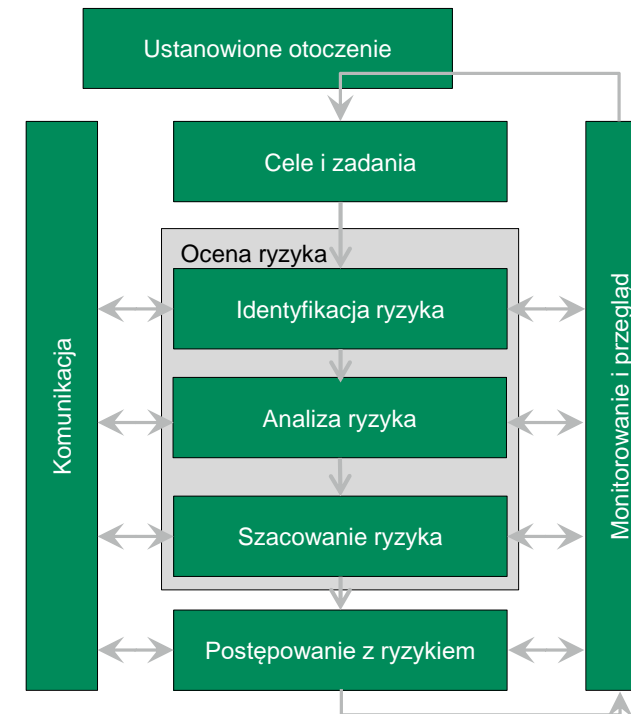 Ustanowione otoczenie
Cele i zadania
Ocena ryzyka
Identyfikacja ryzyka
Analiza ryzyka
Szacowanie ryzyka
Postępowanie z ryzykiem
Komunikacja
Monitorowanie i przegląd